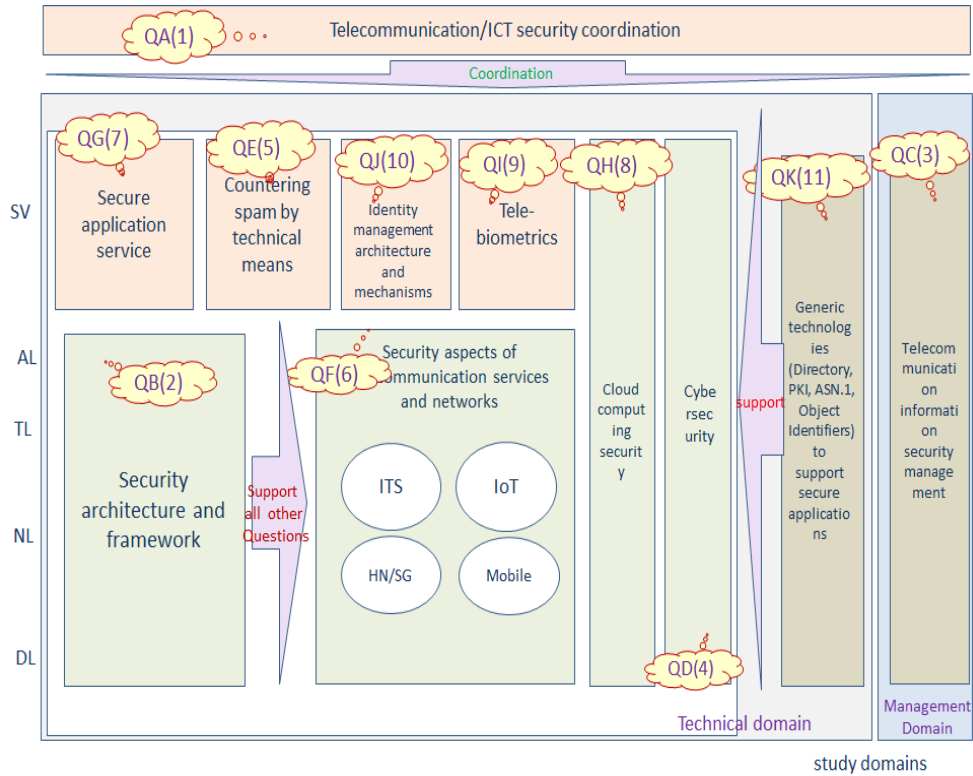 Telecommunication/ICT security coordination
QA(1)
Coordination
QG(7)
QE(5)
QJ(10)
QI(9)
QH(8)
QK(11)
QC(3)
SV
Secure
application
service
Countering
spam by
technical
means
Identity
management
architecture
and
mechanisms
Tele-
biometrics
AL
TL
NL
DL
QB(2)
Security
architecture and
framework
Support
all other
Questions
QF(6)
Security aspects of
communication services
and networks
ITS
IoT
HN/SG
Mobile
Cloud
comput
ing
securit
y
Cybe
rsec
urity
QD(4)
support
Generic
technolog
ies
(Directory,
PKI, ASN.1,
Object
Identifiers)
to
support
secure
applicatio
ns
Telecom
municati
on
informati
on
security
manage
ment
Technical domain
Management
Domain
study domains